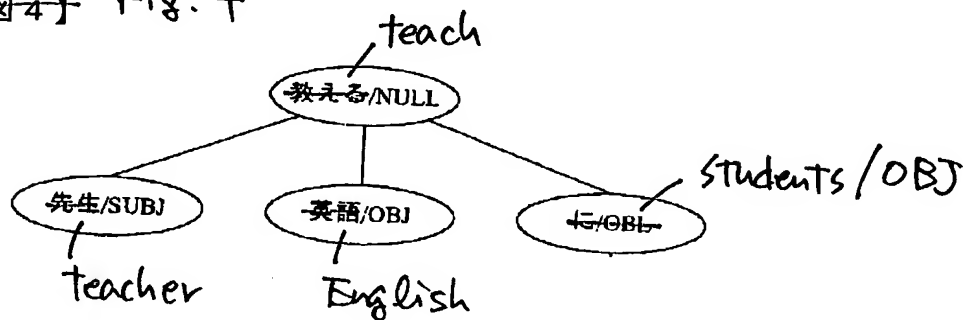 【図4】 Fig. 4
teach
教える/NULL
students/OBJ
先生/SUBJ
英語/OBJ
に/OBL
teacher
English